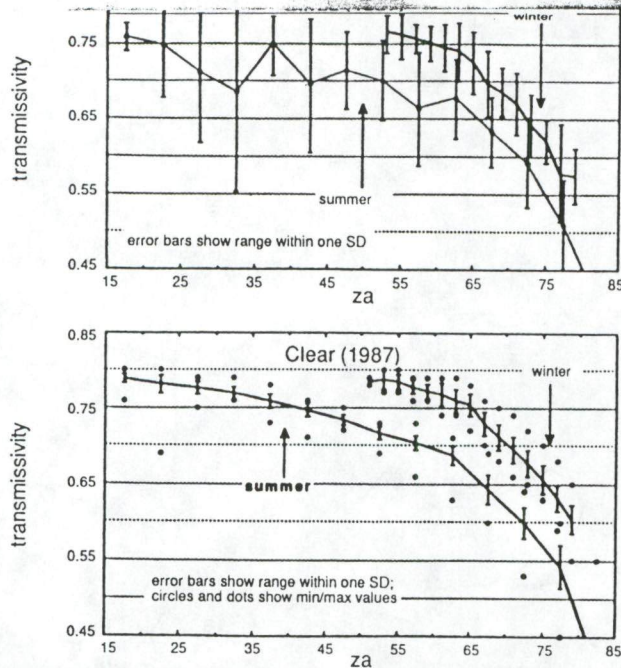 winter
0.75
0.65
0.55
0.45
transmissivity
summer
error bars show range within one SD
15 25 35 45 55 65 75 85
za
0.85
0.75
0.65
0.55
0.45
transmissivity
Clear (1987)
winter
summer
error bars show range within one SD;
circles and dots show min/max values
15 25 35 45 55 65 75 85
za